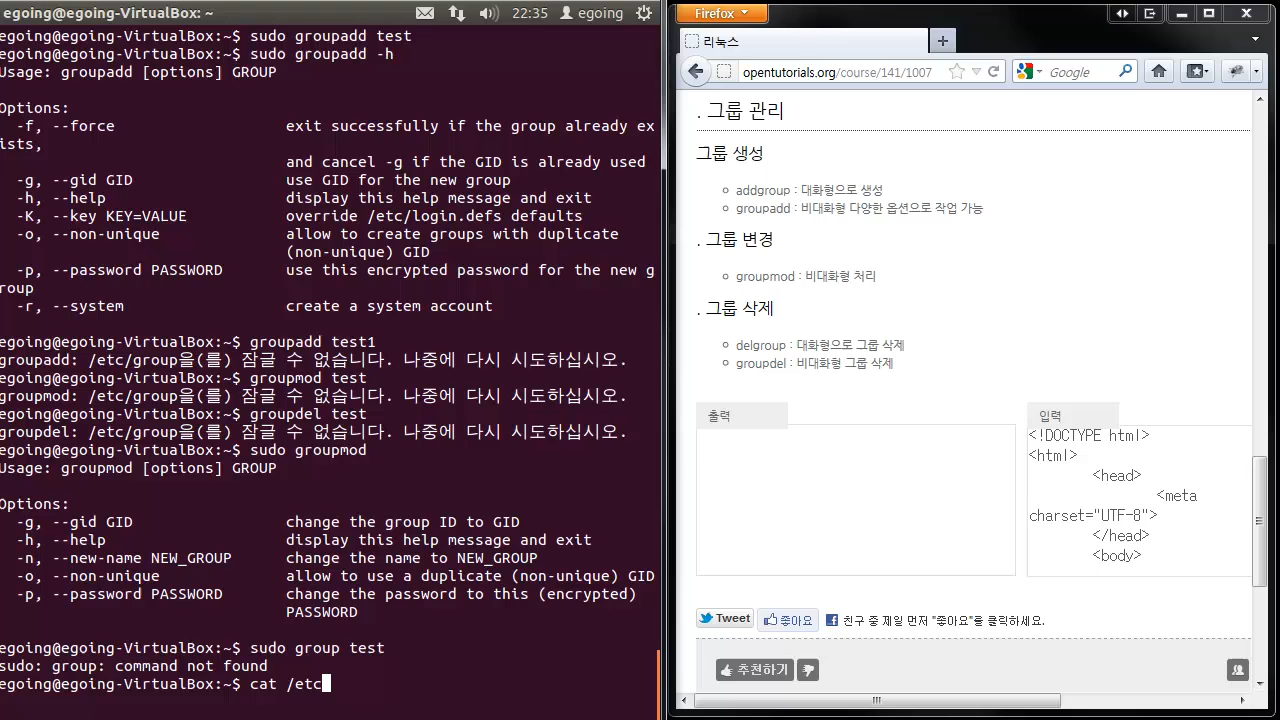 egoing@egoing-VirtualBox: ~
22:35
egoing
egoing@egoing-VirtualBox:~$ sudo groupadd test
egoing@egoing-VirtualBox:~$ sudo groupadd -h
Usage: groupadd [options] GROUP
Options:
-f, --force exit successfully if the group already ex
ists,
and cancel -g if the GID is already used
-g, --gid GID use GID for the new group
-h, --help display this help message and exit
-K, --key KEY=VALUE override /etc/login.defs defaults
-o, --non-unique allow to create groups with duplicate
(non-unique) GID
-p, --password PASSWORD use this encrypted password for the new g
roup
-r, --system create a system account
egoing@egoing-VirtualBox:~$ groupadd test1
groupadd: /etc/group을(를) 잠글 수 없습니다. 나중에 다시 시도하십시오.
egoing@egoing-VirtualBox:~$ groupmod test
groupmod: /etc/group을(를) 잠글 수 없습니다. 나중에 다시 시도하십시오.
egoing@egoing-VirtualBox:~$ groupdel test
groupdel: /etc/group을(를) 잠글 수 없습니다. 나중에 다시 시도하십시오.
egoing@egoing-VirtualBox:~$ sudo groupmod
Usage: groupmod [options] GROUP
Options:
-g, --gid GID change the group ID to GID
-h, --help display this help message and exit
-n, --new-name NEW_GROUP change the name to NEW_GROUP
-o, --non-unique allow to use a duplicate (non-unique) GID
-p, --password PASSWORD change the password to this (encrypted)
PASSWORD
egoing@egoing-VirtualBox:~$ sudo group test
sudo: group: command not found
egoing@egoing-VirtualBox:~$ cat /etc
Firefox
리눅스
opentutorials.org/course/141/1007
Google
. 그룹 관리
그룹 생성
addgroup : 대화형으로 생성
groupadd : 비대화형 다양한 옵션으로 작업 가능
. 그룹 변경
groupmod : 비대화형 처리
. 그룹 삭제
delgroup : 대화형으로 그룹 삭제
groupdel : 비대화형 그룹 삭제
출력
입력
<!DOCTYPE html>
<html>
<head>
<meta
charset="UTF-8">
</head>
<body>
Tweet
좋아요
친구 중 제일 먼저 "좋아요"를 클릭하세요.
추천하기